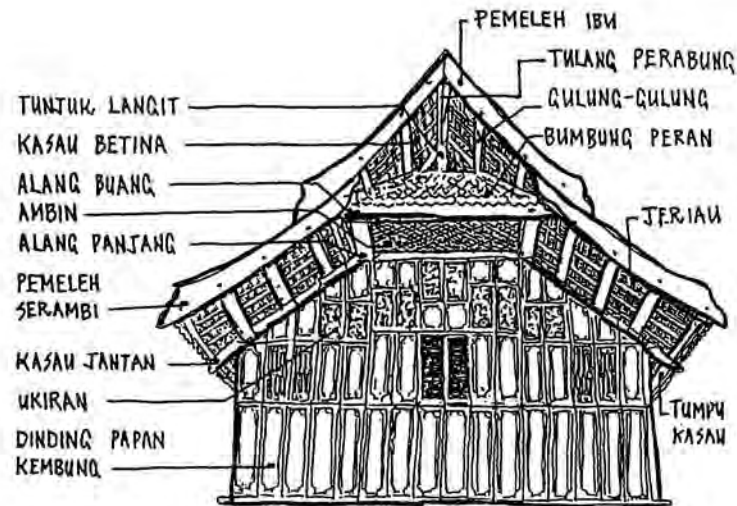 PEMELEH IBU
TULANG PERABUNG
GULUNG-GULUNG
BUMBUNG PERAN
JERIAU
TUMPU
KASAU
TUNJUK LANGIT
KASAU BETINA
ALANG BUANG
AMBIN
ALANG PANJANG
PEMELEH
SERAMBI
KASAU JANTAN
UKIRAN
DINDING PAPAN
KEMBUNG